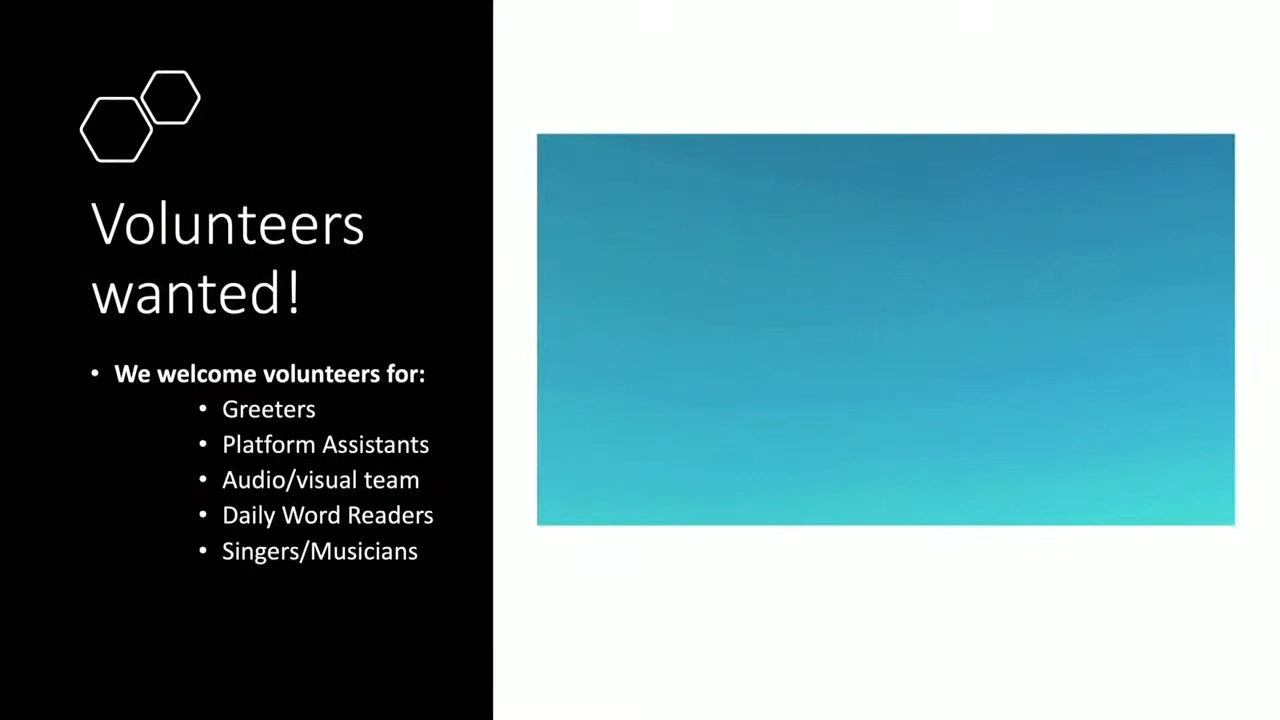 Volunteers
wanted!
• We welcome volunteers for:
• Greeters
• Platform Assistants
• Audio/visual team
• Daily Word Readers
• Singers/Musicians